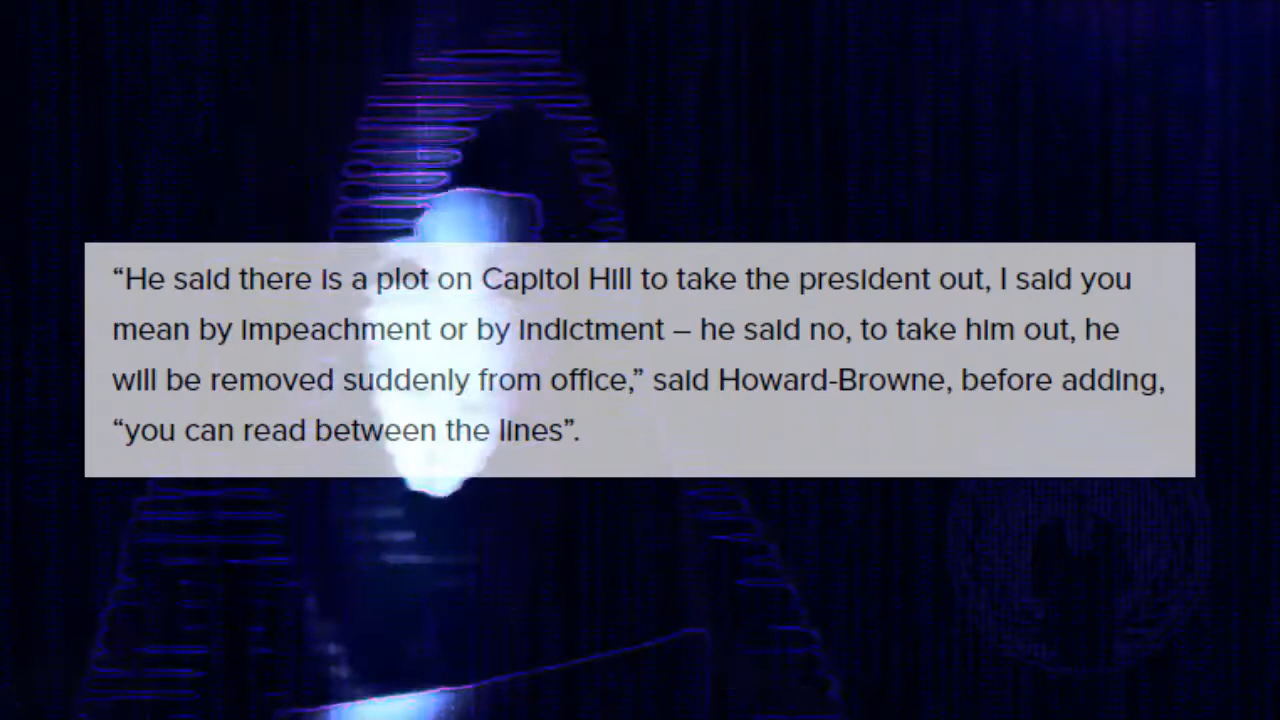 “He said there is a plot on Capitol Hill to take the president out, I said you
mean by impeachment or by indictment – he said no, to take him out, he
will be removed suddenly from office,” said Howard-Browne, before adding,
“you can read between the lines”.